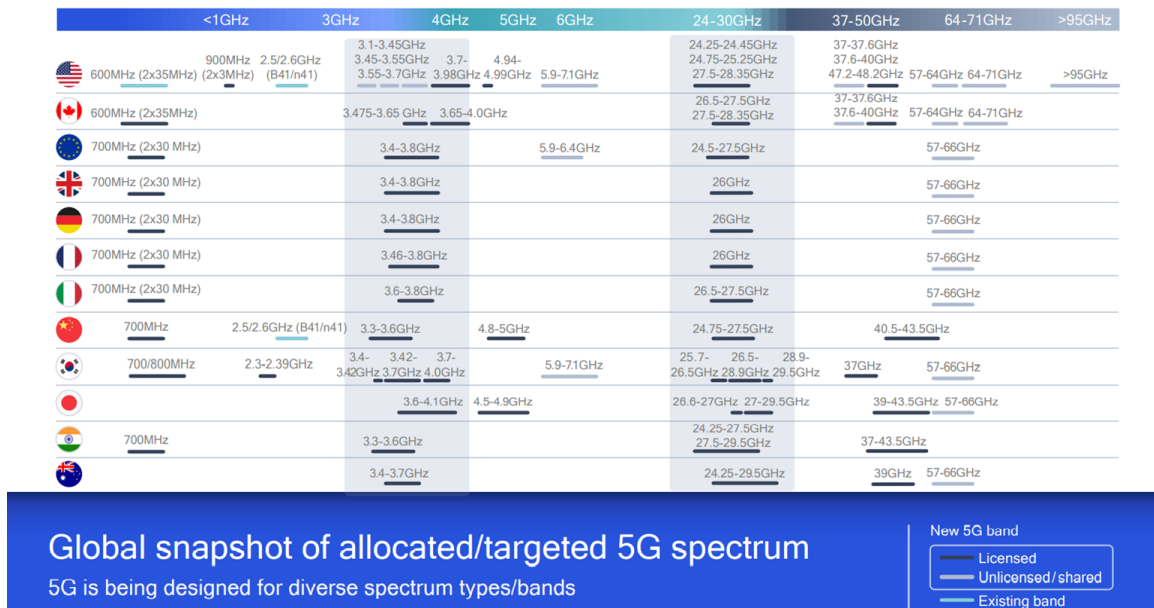 <1GHz 3GHz 4GHz 5GHz 6GHz 24-30GHz 37-50GHz 64-71GHz >95GHz
3.1-3.45GHz 24.25-24.45GHz 37-37.6GHz
900MHz 2.5/2.6GHz 3.45-3.55GHz 3.7- 4.94- 24.75-25.25GHz 37.6-40GHz
600MHz (2x35MHz) (2x3MHz) (B41/n41) 3.55-3.7GHz 3.98GHz 4.99GHz 5.9-7.1GHz 27.5-28.35GHz 47.2-48.2GHz 57-64GHz 64-71GHz >95GHz
26.5-27.5GHz 37-37.6GHz
600MHz (2x35MHz) 3.475-3.65 GHz 3.65-4.0GHz 27.5-28.35GHz 37.6-40GHz 57-64GHz 64-71GHz
700MHz (2x30 MHz) 3.4-3.8GHz 5.9-6.4GHz 24.5-27.5GHz 57-66GHz
700MHz (2x30 MHz) 3.4-3.8GHz 26GHz 57-66GHz
700MHz (2x30 MHz) 3.4-3.8GHz 26GHz 57-66GHz
700MHz (2x30 MHz) 3.46-3.8GHz 26GHz 57-66GHz
700MHz (2x30 MHz) 3.6-3.8GHz 26.5-27.5GHz 57-66GHz
700MHz 2.5/2.6GHz (B41/n41) 3.3-3.6GHz 4.8-5GHz 24.75-27.5GHz 40.5-43.5GHz
3.4- 3.42- 3.7- 25.7- 26.5- 28.9-
700/800MHz 2.3-2.39GHz 3.42GHz 3.7GHz 4.0GHz 5.9-7.1GHz 26.5GHz 28.9GHz 29.5GHz 37GHz 57-66GHz
3.6-4.1GHz 4.5-4.9GHz 26.6-27GHz 27-29.5GHz 39-43.5GHz 57-66GHz
24.25-27.5GHz
700MHz 3.3-3.6GHz 27.5-29.5GHz 37-43.5GHz
3.4-3.7GHz 24.25-29.5GHz 39GHz 57-66GHz
Global snapshot of allocated/targeted 5G spectrum
5G is being designed for diverse spectrum types/bands
New 5G band
Licensed
Unlicensed/shared
Existing band